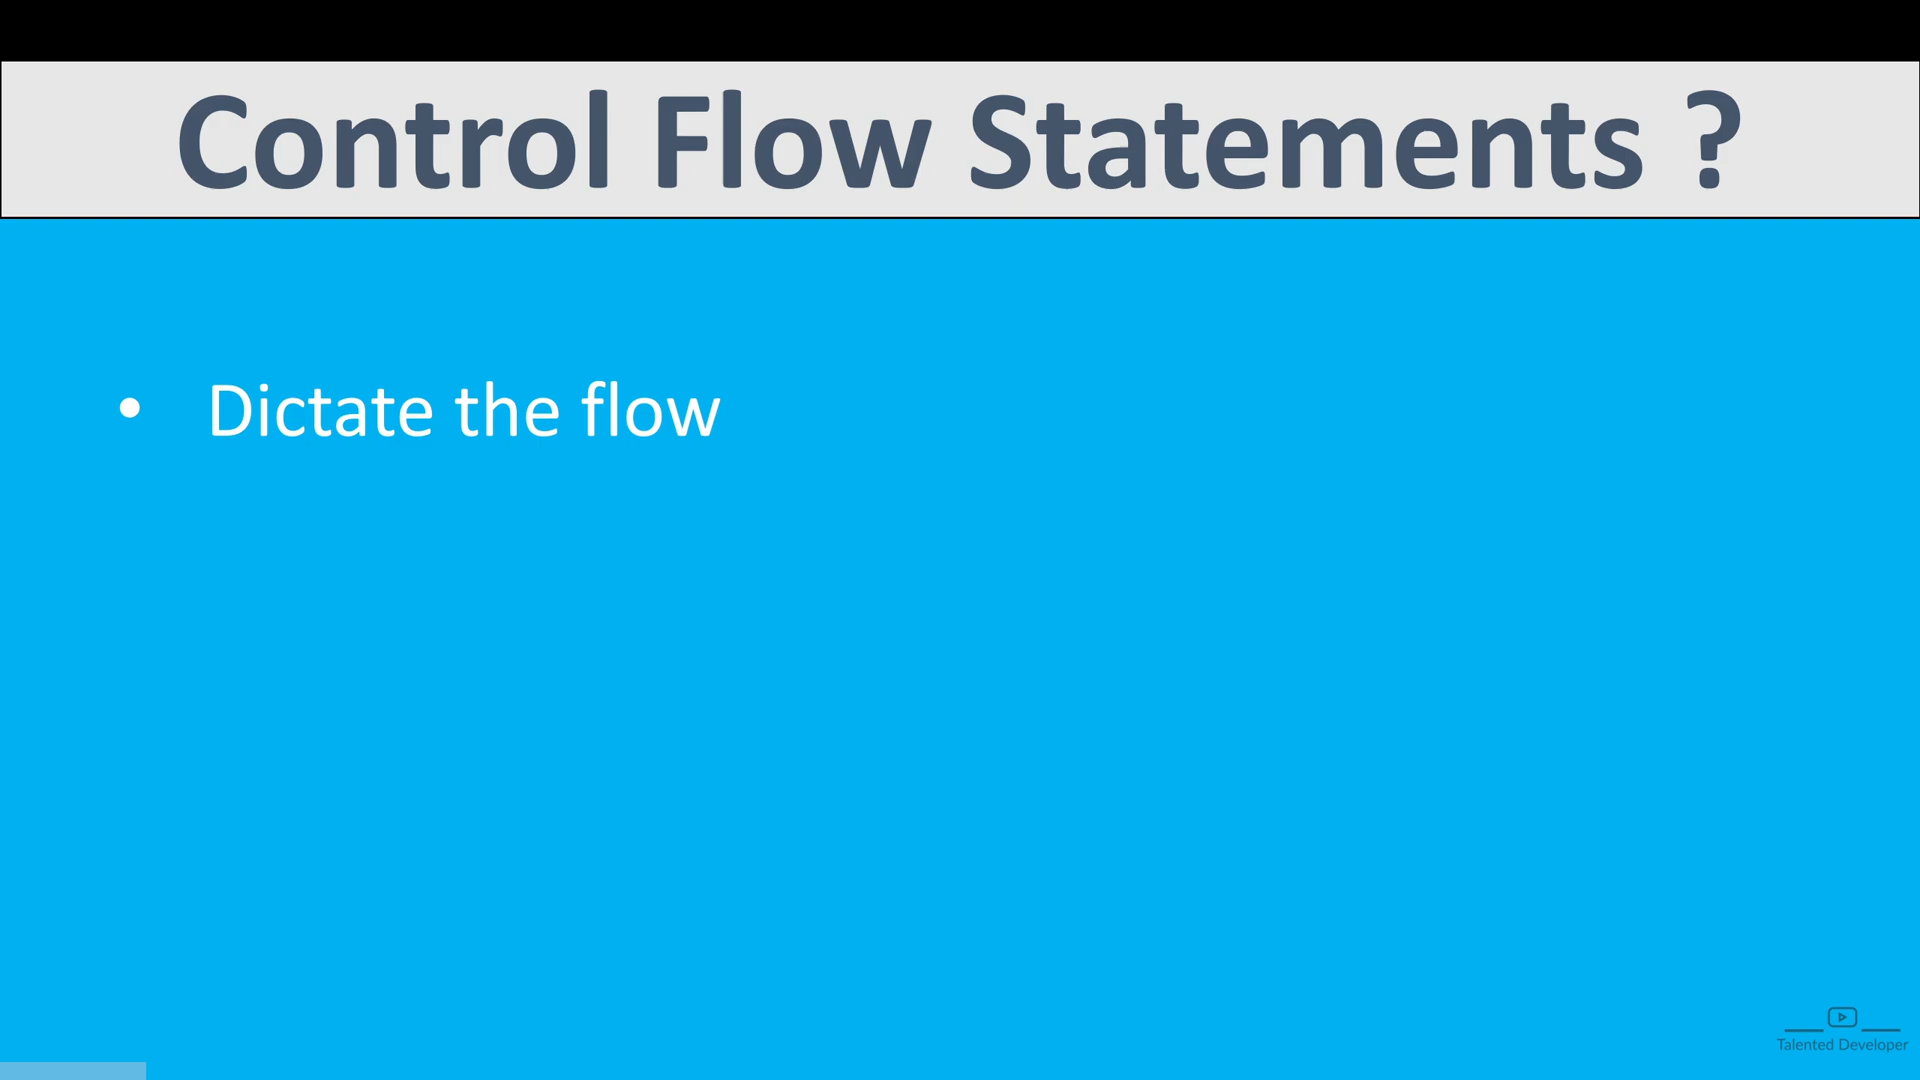 Control Flow Statements ?
• Dictate the flow
Talented Developer